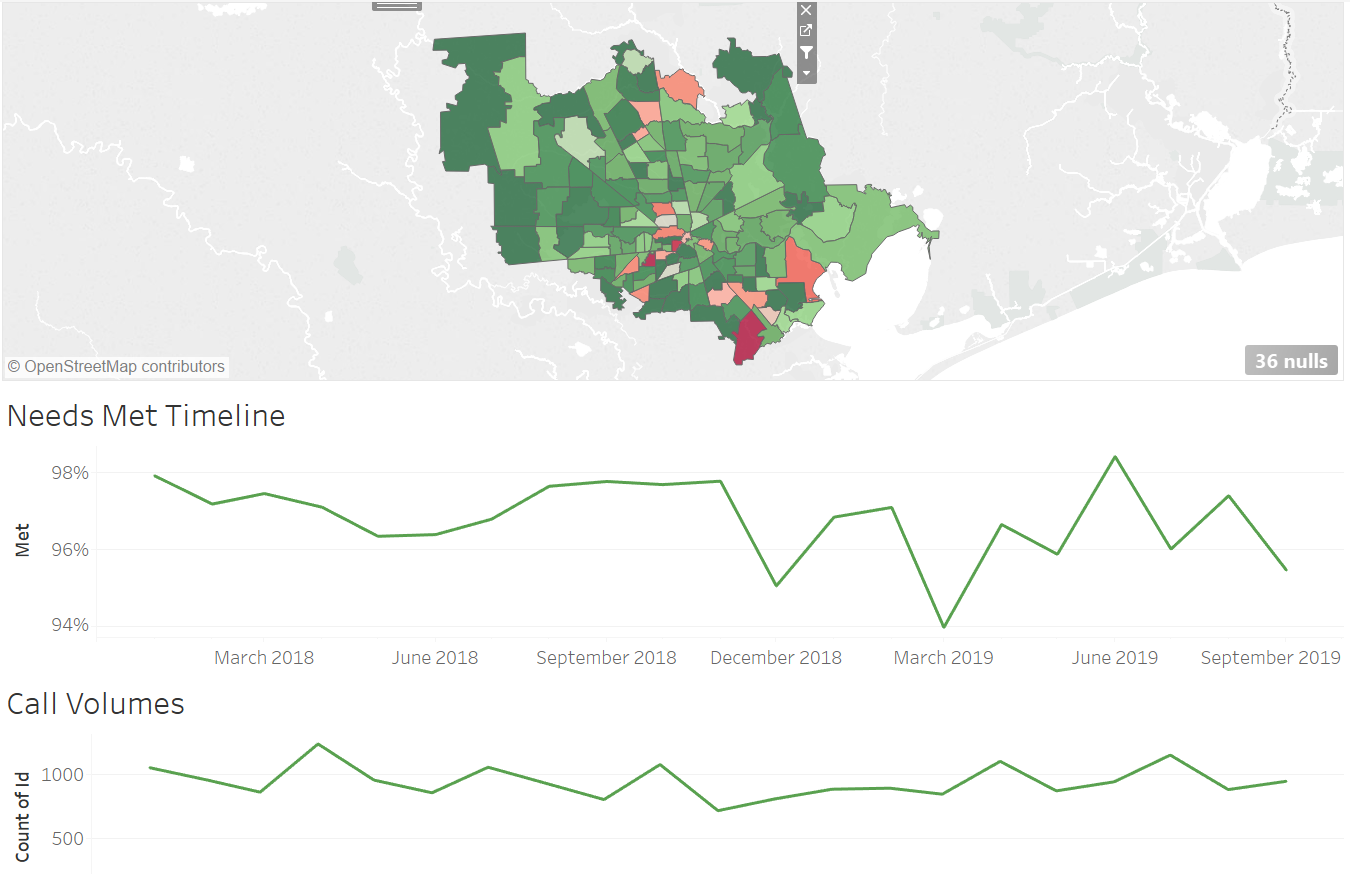 © OpenStreetMap contributors
36 nulls
Needs Met Timeline
98%
96%
94%
Met
March 2018 June 2018 September 2018 December 2018 March 2019 June 2019 September 2019
Call Volumes
1000
500
Count of Id